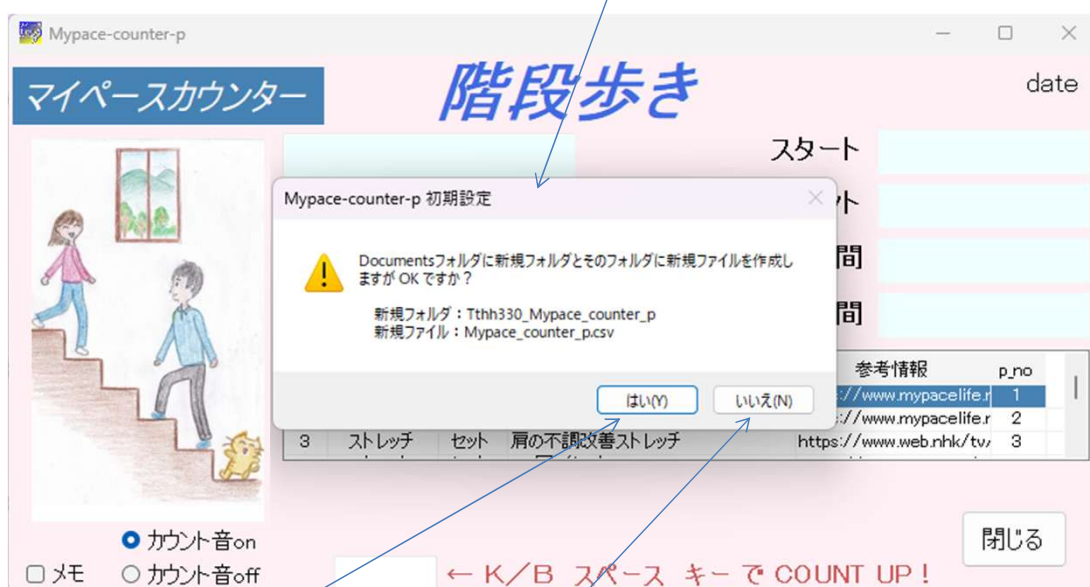 Mypace-counter-p
マイペースカウンター
階段歩き
date
スタート
ト
間
間
Mypace-counter-p 初期設定
Documentsフォルダに新規フォルダとそのフォルダに新規ファイルを作成し
ますが OK ですか？
新規フォルダ：Tthh330_Mypace_counter_p
新規ファイル：Mypace_counter_p.csv
はい(Y)
いいえ(N)
参考情報 p_no
://www.mypacelife.r 1
://www.mypacelife.r 2
3 ストレッチ セット 肩の不調改善ストレッチ https://www.web.nhk/tv/ 3
カウント音on
メモ
カウント音off
← K／B スペース キー で COUNT UP！
閉じる